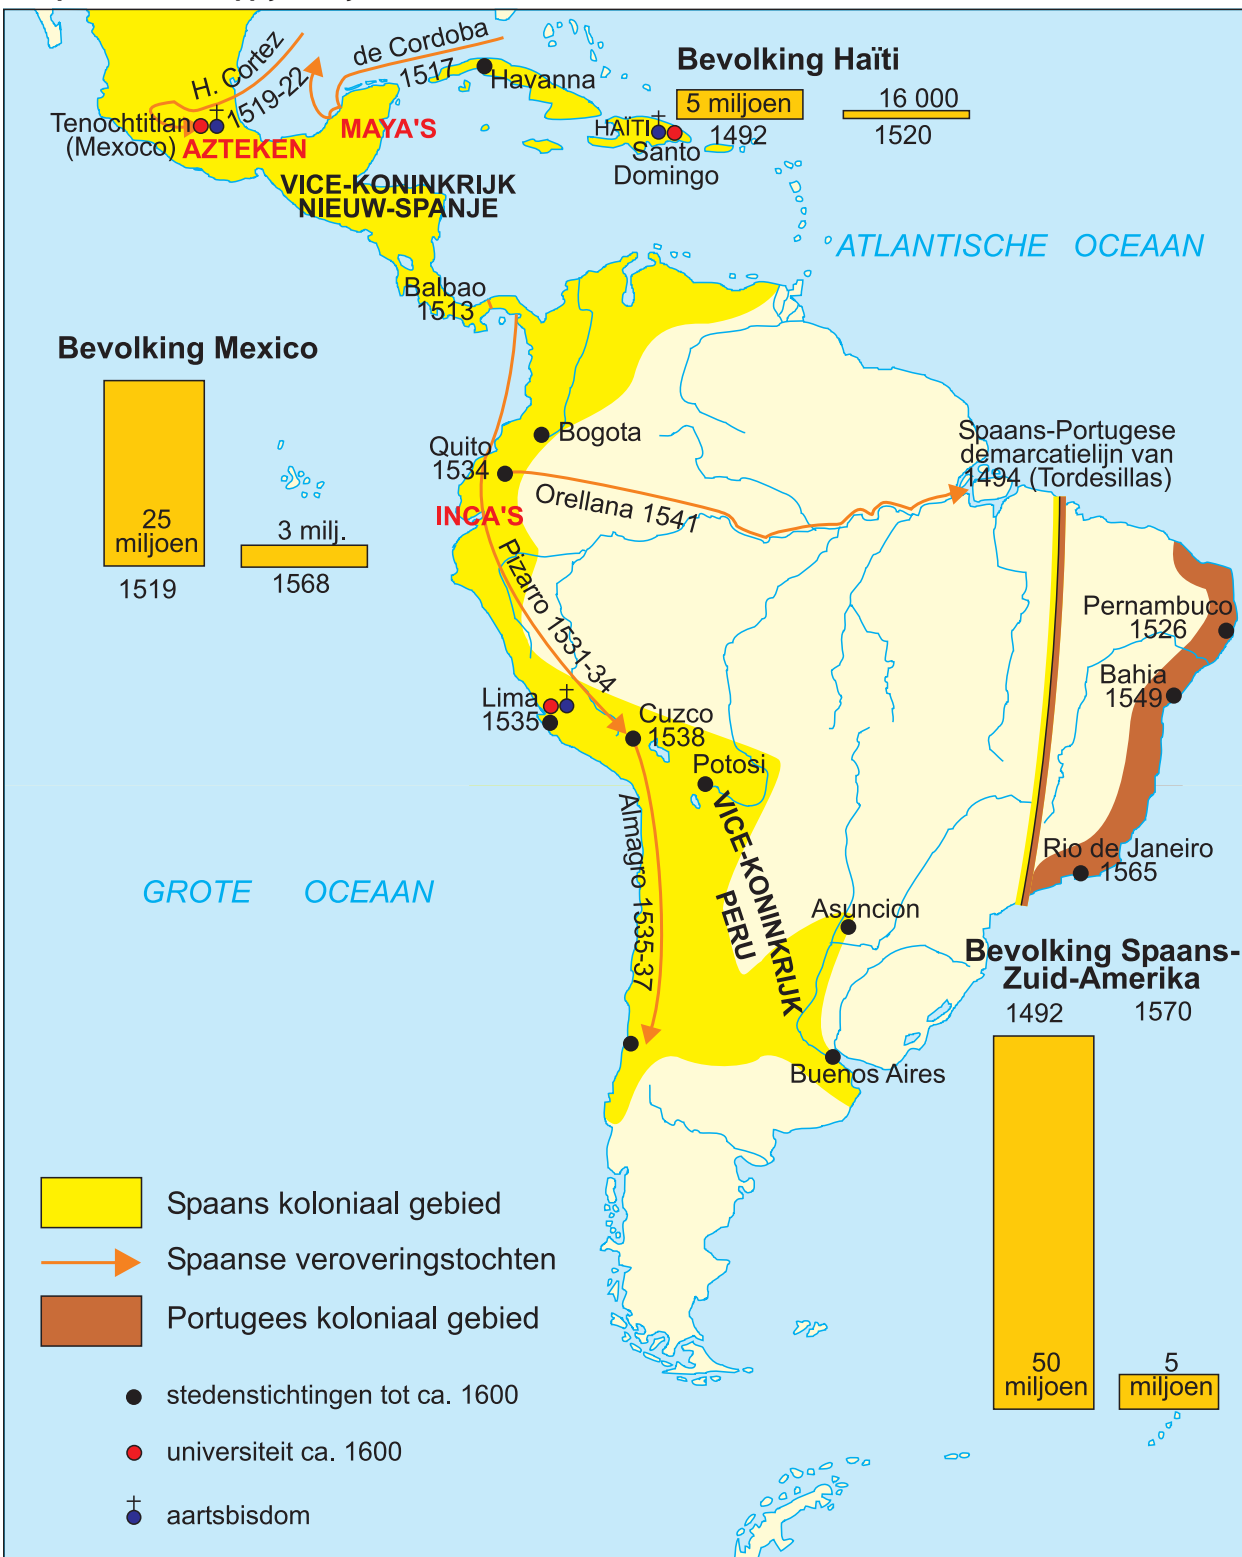 H. Cortez
1519-22
de Cordoba
1517
Havanna
Bevolking Haïti
5 miljoen
1492
16 000
1520
Tenochtitlan
(Mexoco)
AZTEKEN
MAYA'S
HAÏTI
Santo
Domingo
VICE-KONINKRIJK
NIEUW-SPANJE
ATLANTISCHE OCEAAN
Balbao
1513
Bevolking Mexico
25
miljoen
1519
3 milj.
1568
Bogota
Quito
1534
Orellana 1541
INCA'S
Spaans-Portugese
demarcatielijn van
1494 (Tordesillas)
Pizarro 1531-34
Pernambuco
1526
Bahia
1549
Lima
1535
Cuzco
1538
Potosi
Almagro 1535-37
VICE-KONINKRIJK
PERU
Rio de Janeiro
1565
GROTE OCEAAN
Asuncion
Buenos Aires
Bevolking Spaans-
Zuid-Amerika
1492
1570
50
miljoen
5
miljoen
Spaans koloniaal gebied
Spaanse veroveringstochten
Portugees koloniaal gebied
stedenstichtingen tot ca. 1600
universiteit ca. 1600
aartsbisdom